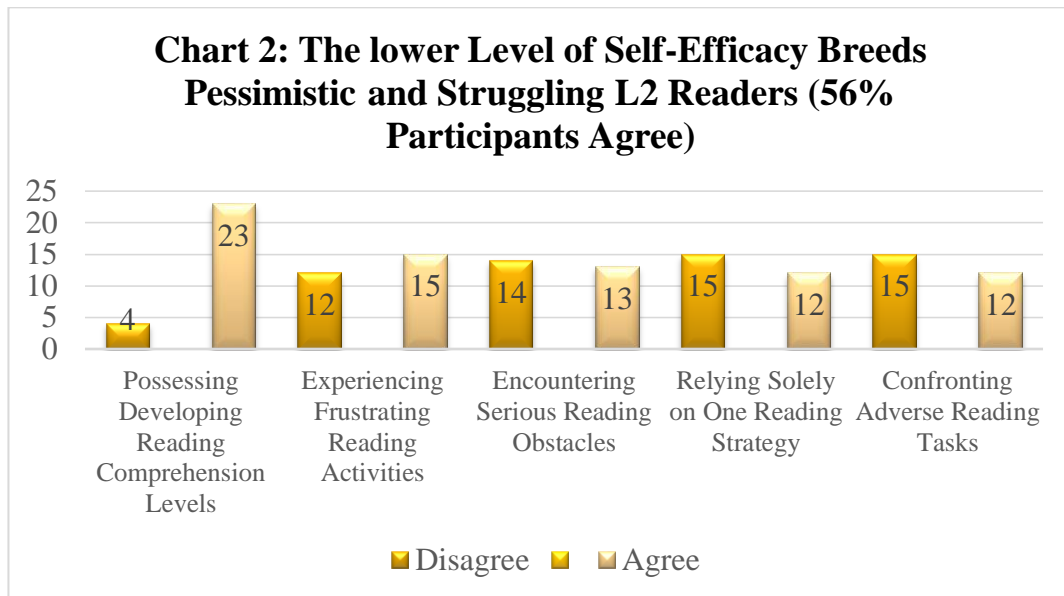 Chart 2: The lower Level of Self-Efficacy Breeds
Pessimistic and Struggling L2 Readers (56%
Participants Agree)
25
20
15
10
5
0
4
23
12
15
14
13
15
12
15
12
Possessing
Developing
Reading
Comprehension
Levels
Experiencing
Frustrating
Reading
Activities
Encountering
Serious Reading
Obstacles
Relying Solely
on One Reading
Strategy
Confronting
Adverse Reading
Tasks
Disagree
Agree